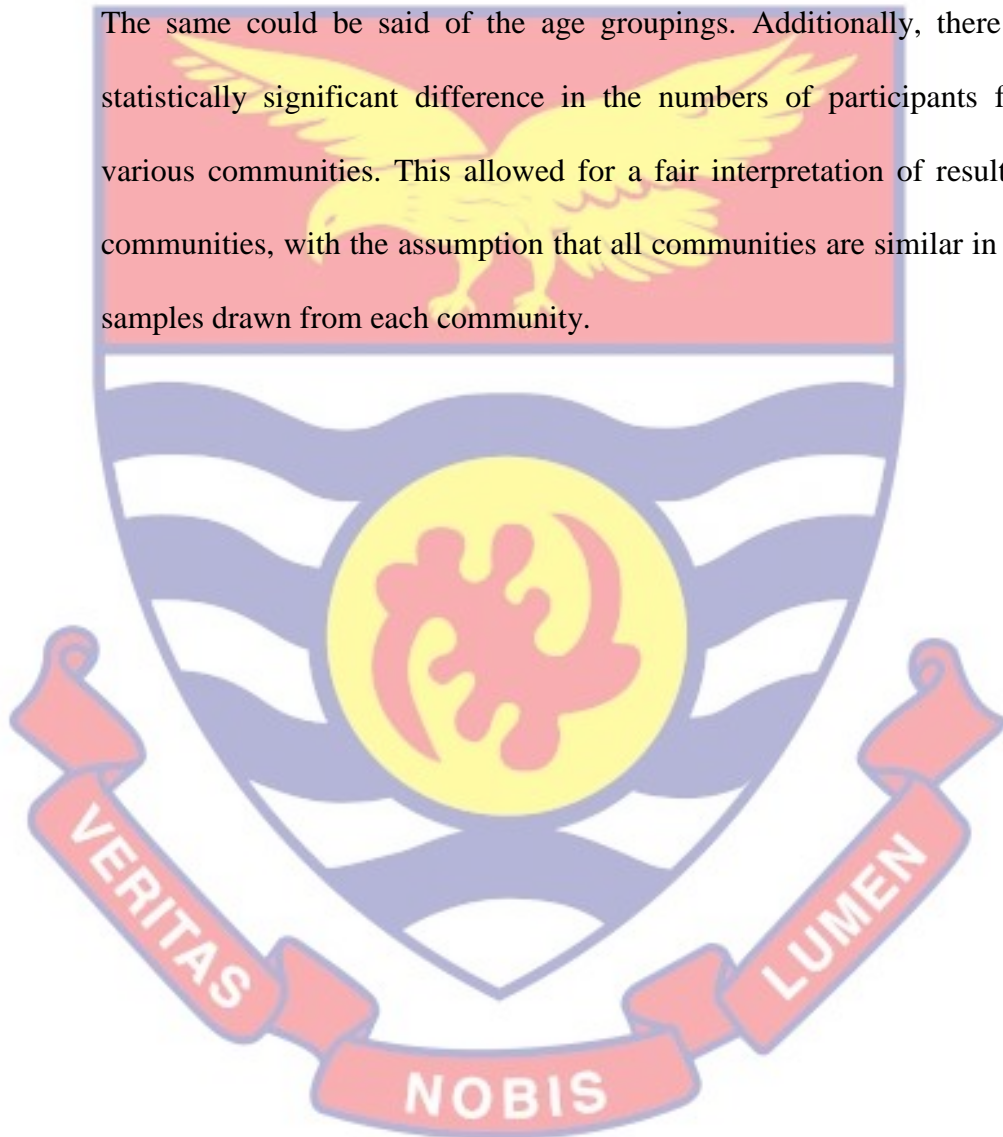 The same could be said of the age groupings. Additionally, there
statistically significant difference in the numbers of participants f
various communities. This allowed for a fair interpretation of result
communities, with the assumption that all communities are similar in
samples drawn from each community.
VERITAS
NOBIS
LUMEN